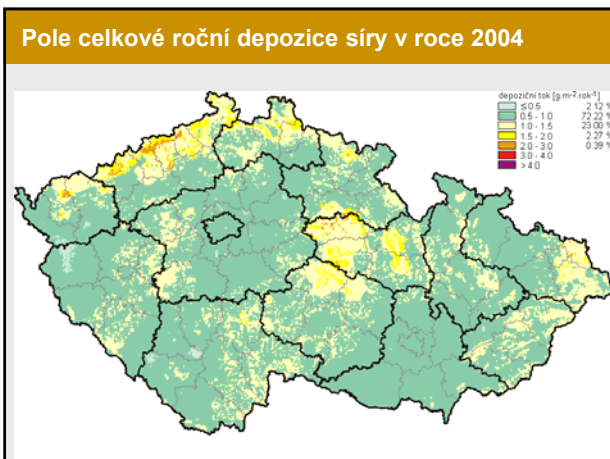 Pole celkové roční depozice síry v roce 2004
depoziční tok [g.m⁻².rok⁻¹]
≤ 0.5 2.12 %
0.5 - 1.0 72.22 %
1.0 - 1.5 23.00 %
1.5 - 2.0 2.27 %
2.0 - 3.0 0.39 %
3.0 - 4.0
> 4.0